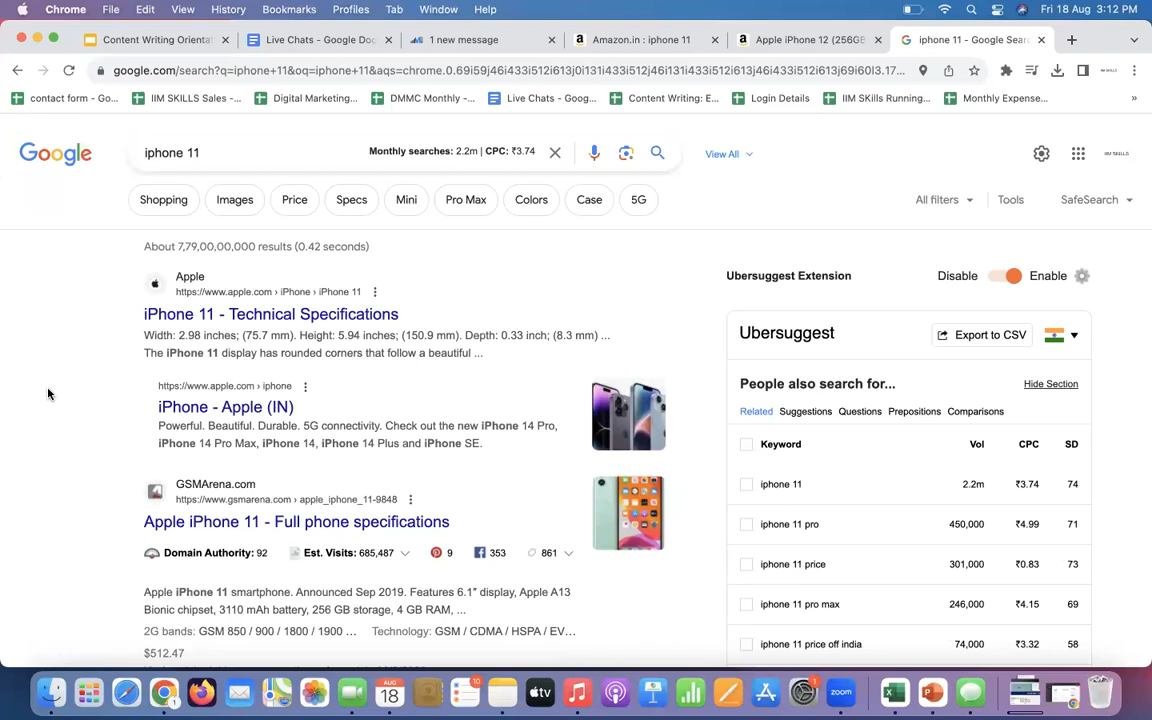 Chrome File Edit View History Bookmarks Profiles Tab Window Help Fri 18 Aug 3:12 PM
Content Writing Orienta Live Chats - Google Doc 1 new message Amazon.in : iphone 11 Apple iPhone 12 (256GB iphone 11 - Google Searc
google.com/search?q=iphone+11&oq=iphone+11&aqs=chrome.0.69i59j46i433i512i613j0i131i433i512j46i131i433i512j46i433i512i613j69i60l3.17...
contact form - Go... IIM SKILLS Sales -... Digital Marketing... DMMC Monthly -... Live Chats - Goog... Content Writing: E... Login Details IIM SKills Running... Monthly Expense... »
Google iphone 11 Monthly searches: 2.2m | CPC: ₹3.74 View All IIM SKILLS
Shopping Images Price Specs Mini Pro Max Colors Case 5G All filters Tools SafeSearch
About 7,79,00,00,000 results (0.42 seconds)
Apple
https://www.apple.com › iPhone › iPhone 11
iPhone 11 - Technical Specifications
Width: 2.98 inches; (75.7 mm). Height: 5.94 inches; (150.9 mm). Depth: 0.33 inch; (8.3 mm) ...
The iPhone 11 display has rounded corners that follow a beautiful ...
https://www.apple.com › iphone
iPhone - Apple (IN)
Powerful. Beautiful. Durable. 5G connectivity. Check out the new iPhone 14 Pro,
iPhone 14 Pro Max, iPhone 14, iPhone 14 Plus and iPhone SE.
GSMArena.com
https://www.gsmarena.com › apple_iphone_11-9848
Apple iPhone 11 - Full phone specifications
Domain Authority: 92 Est. Visits: 685,487 9 353 861
Apple iPhone 11 smartphone. Announced Sep 2019. Features 6.1″ display, Apple A13
Bionic chipset, 3110 mAh battery, 256 GB storage, 4 GB RAM, ...
2G bands: GSM 850 / 900 / 1800 / 1900 ... Technology: GSM / CDMA / HSPA / EV...
$512.47
Ubersuggest Extension Disable Enable
Ubersuggest Export to CSV
People also search for... Hide Section
Related Suggestions Questions Prepositions Comparisons
Keyword Vol CPC SD
iphone 11 2.2m ₹3.74 74
iphone 11 pro 450,000 ₹4.99 71
iphone 11 price 301,000 ₹0.83 73
iphone 11 pro max 246,000 ₹4.15 69
iphone 11 price off india 74,000 ₹3.32 58
1 AUG 18 10 tv 1 zoom